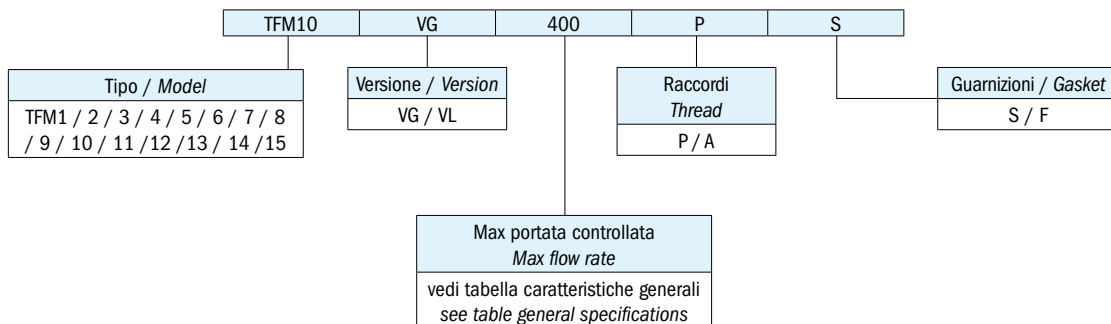 TFM10 VG 400 P S
Tipo / Model
TFM1 / 2 / 3 / 4 / 5 / 6 / 7 / 8
/ 9 / 10 / 11 /12 /13 / 14 /15
Versione / Version
VG / VL
Raccordi
Thread
P / A
Guarnizioni / Gasket
S / F
Max portata controllata
Max flow rate
vedi tabella caratteristiche generali
see table general specifications